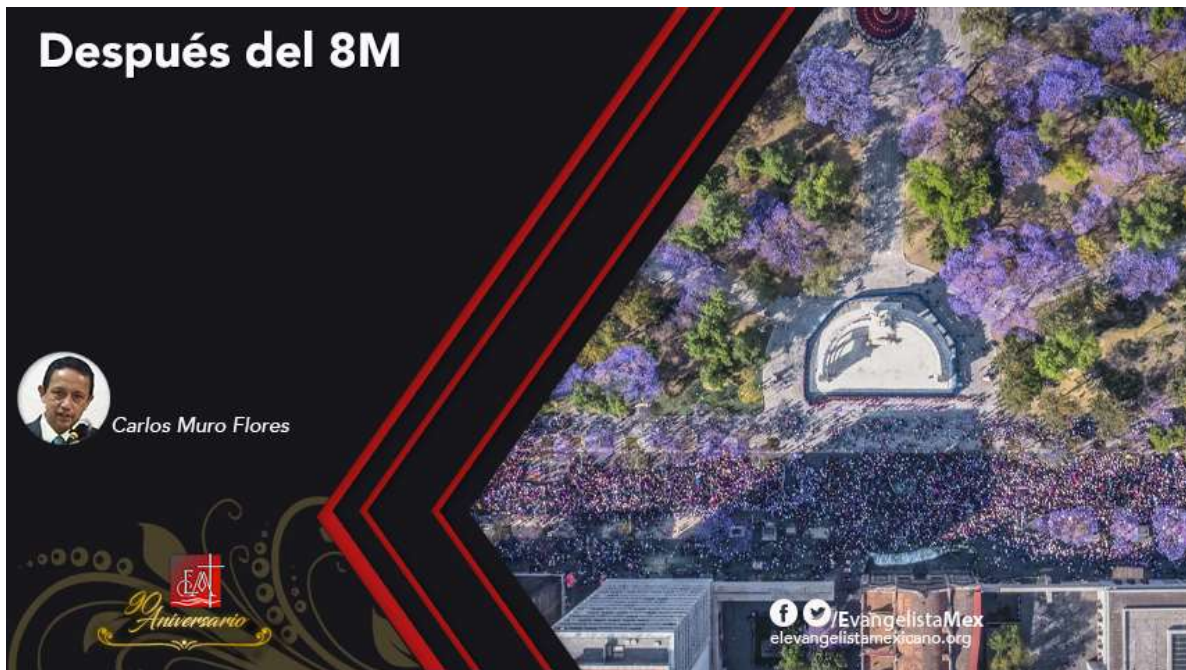 Después del 8M
Carlos Muro Flores
90
Aniversario
/EvangelistaMex
elevangelistamexicano.org